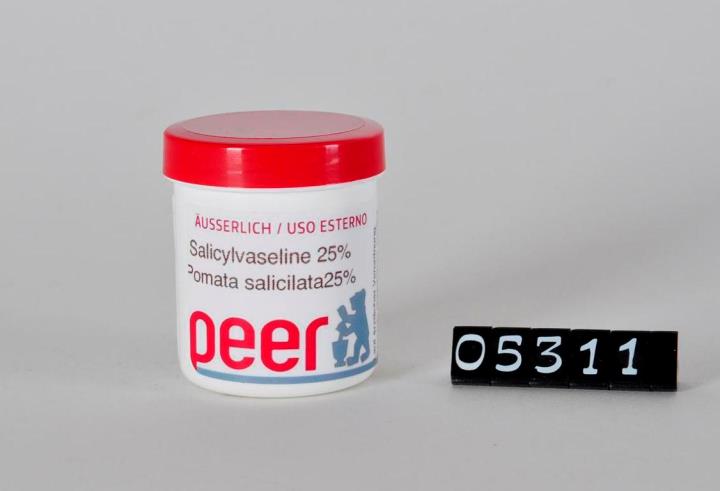 ÄUSSERLICH / USO ESTERNO
Salicylvaseline 25%
Pomata salicilata25%
peer
05311